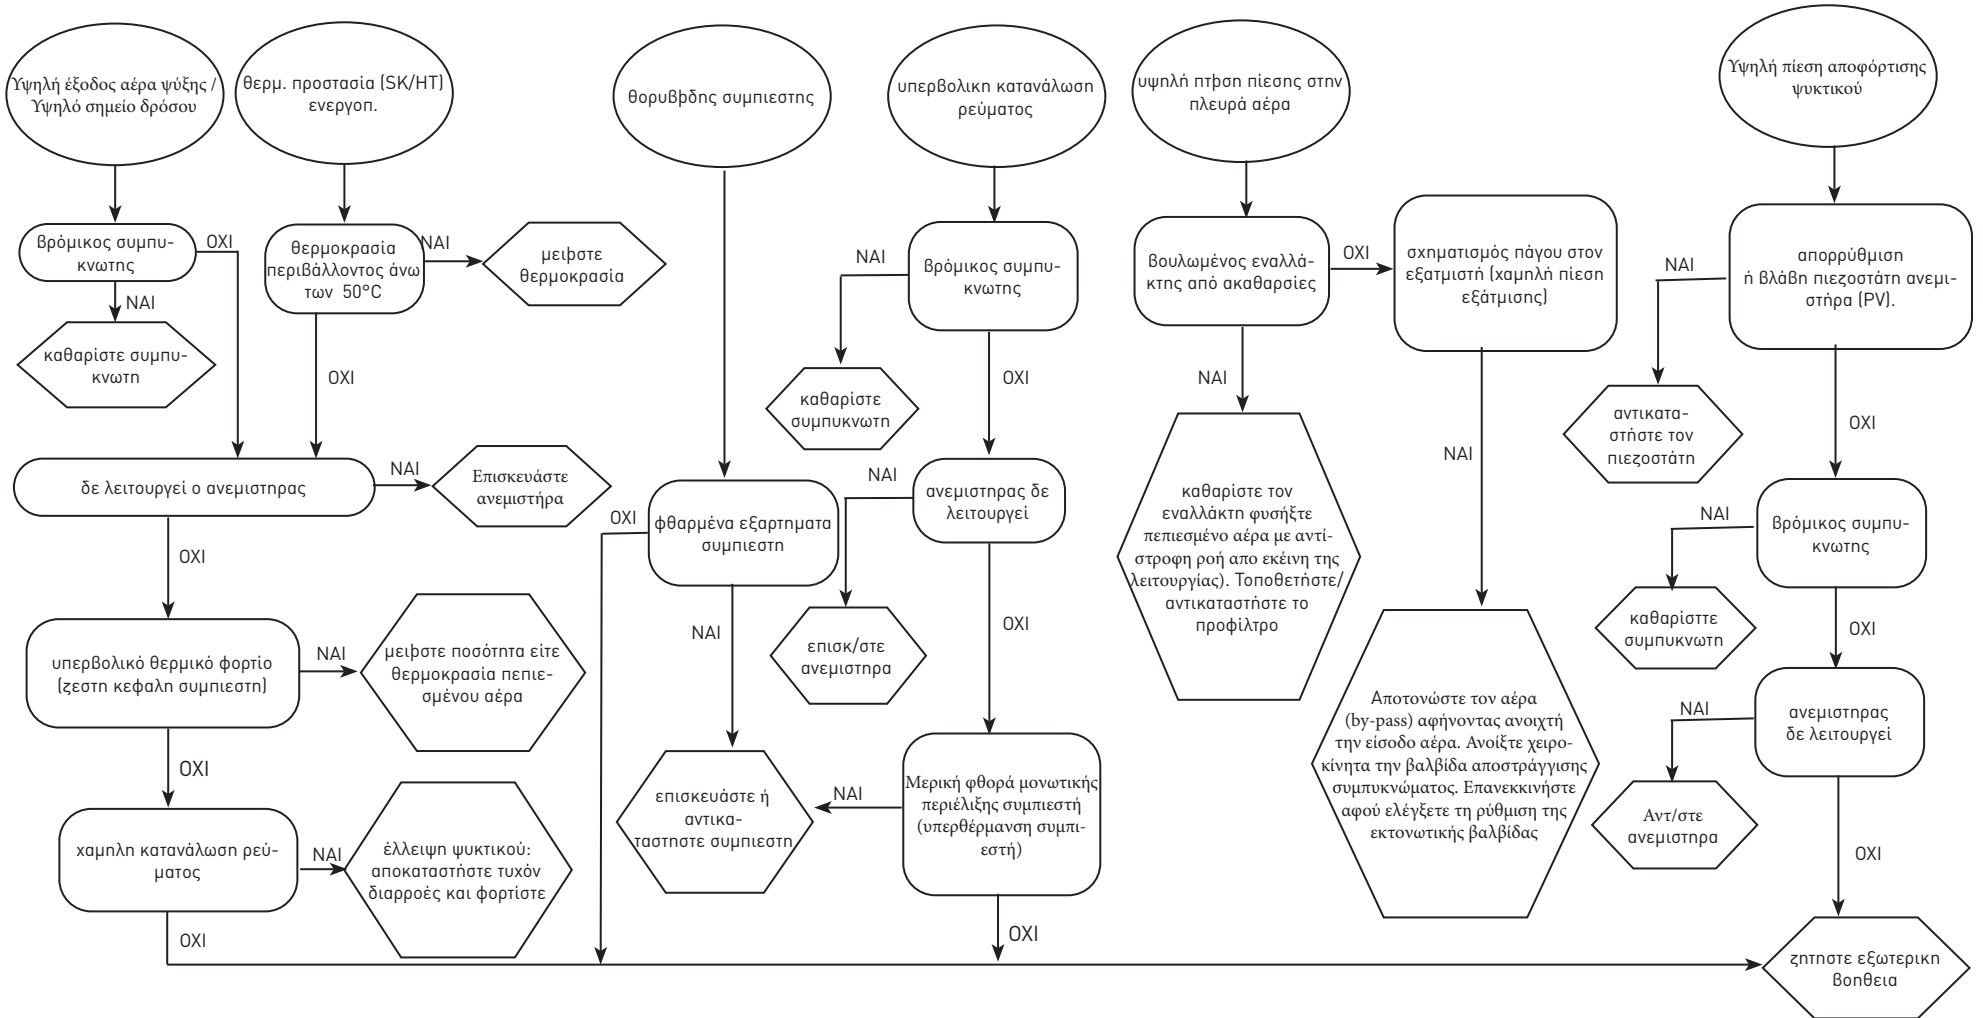 Υψηλή έξοδος αέρα ψύξης /
Υψηλό σημείο δρόσου
θερμ. προστασία (SK/HT)
ενεργοπ.
θορυβþδης συμπιεστης
υπερβολικη κατανάλωση
ρεύματος
υψηλή πτþση πίεσης στην
πλευρά αέρα
Υψηλή πίεση αποφόρτισης
ψυκτικού
βρόμικος συμπυ-
κνωτης
ΟΧΙ
ΝΑΙ
καθαρίστε συμπυ-
κνωτη
θερμοκρασία
περιβάλλοντος άνω
των 50°C
ΝΑΙ
μειþστε
θερμοκρασία
ΟΧΙ
δε λειτουργεί ο ανεμιστηρας
ΝΑΙ
Επισκευάστε
ανεμιστήρα
ΟΧΙ
υπερβολικό θερμικό φορτίο
(ζεστη κεφαλη συμπιεστη)
ΝΑΙ
μειþστε ποσότητα είτε
θερμοκρασία πεπιε-
σμένου αέρα
ΟΧΙ
χαμηλη κατανάλωση ρεύ-
ματος
ΝΑΙ
έλλειψη ψυκτικού:
αποκαταστήστε τυχόν
διαρροές και φορτίστε
ΟΧΙ
φθαρμένα εξαρτηματα
συμπιεστη
ΟΧΙ
ΝΑΙ
επισκευάστε ή
αντικα-
ταστηστε συμπιεστη
βρόμικος συμπυ-
κνωτης
ΝΑΙ
καθαρίστε
συμπυκνωτη
ΟΧΙ
ανεμιστηρας δε
λειτουργεί
ΝΑΙ
επισκ/στε
ανεμιστηρα
ΟΧΙ
Μερική φθορά μονωτικής
περιέλιξης συμπιεστή
(υπερθέρμανση συμπι-
εστή)
ΝΑΙ
ΟΧΙ
βουλωμένος εναλλά-
κτης από ακαθαρσίες
ΟΧΙ
ΝΑΙ
καθαρίστε τον
εναλλάκτη φυσήξτε
πεπιεσμένο αέρα με αντί-
στροφη ροή απο εκέινη της
λειτουργίας). Τοποθετήστε/
αντικαταστήστε το
προφίλτρο
σχηματισμός πάγου στον
εξατμιστή (χαμηλή πίεση
εξάτμισης)
ΝΑΙ
Αποτονώστε τον αέρα
(by-pass) αφήνοντας ανοιχτή
την είσοδο αέρα. Ανοίξτε χειρο-
κίνητα την βαλβίδα αποστράγγισης
συμπυκνώματος. Επανεκκινήστε
αφού ελέγξετε τη ρύθμιση της
εκτονωτικής βαλβίδας
απορρύθμιση
ή βλάβη πιεζοστάτη ανεμι-
στήρα (PV).
ΝΑΙ
αντικατα-
στήστε τον
πιεζοστάτη
ΟΧΙ
βρόμικος συμπυ-
κνωτης
ΝΑΙ
καθαρίσττε
συμπυκνωτη
ΟΧΙ
ανεμιστηρας
δε λειτουργεί
ΝΑΙ
Αντ/στε
ανεμιστηρα
ΟΧΙ
ζητηστε εξωτερικη
βοηθεια